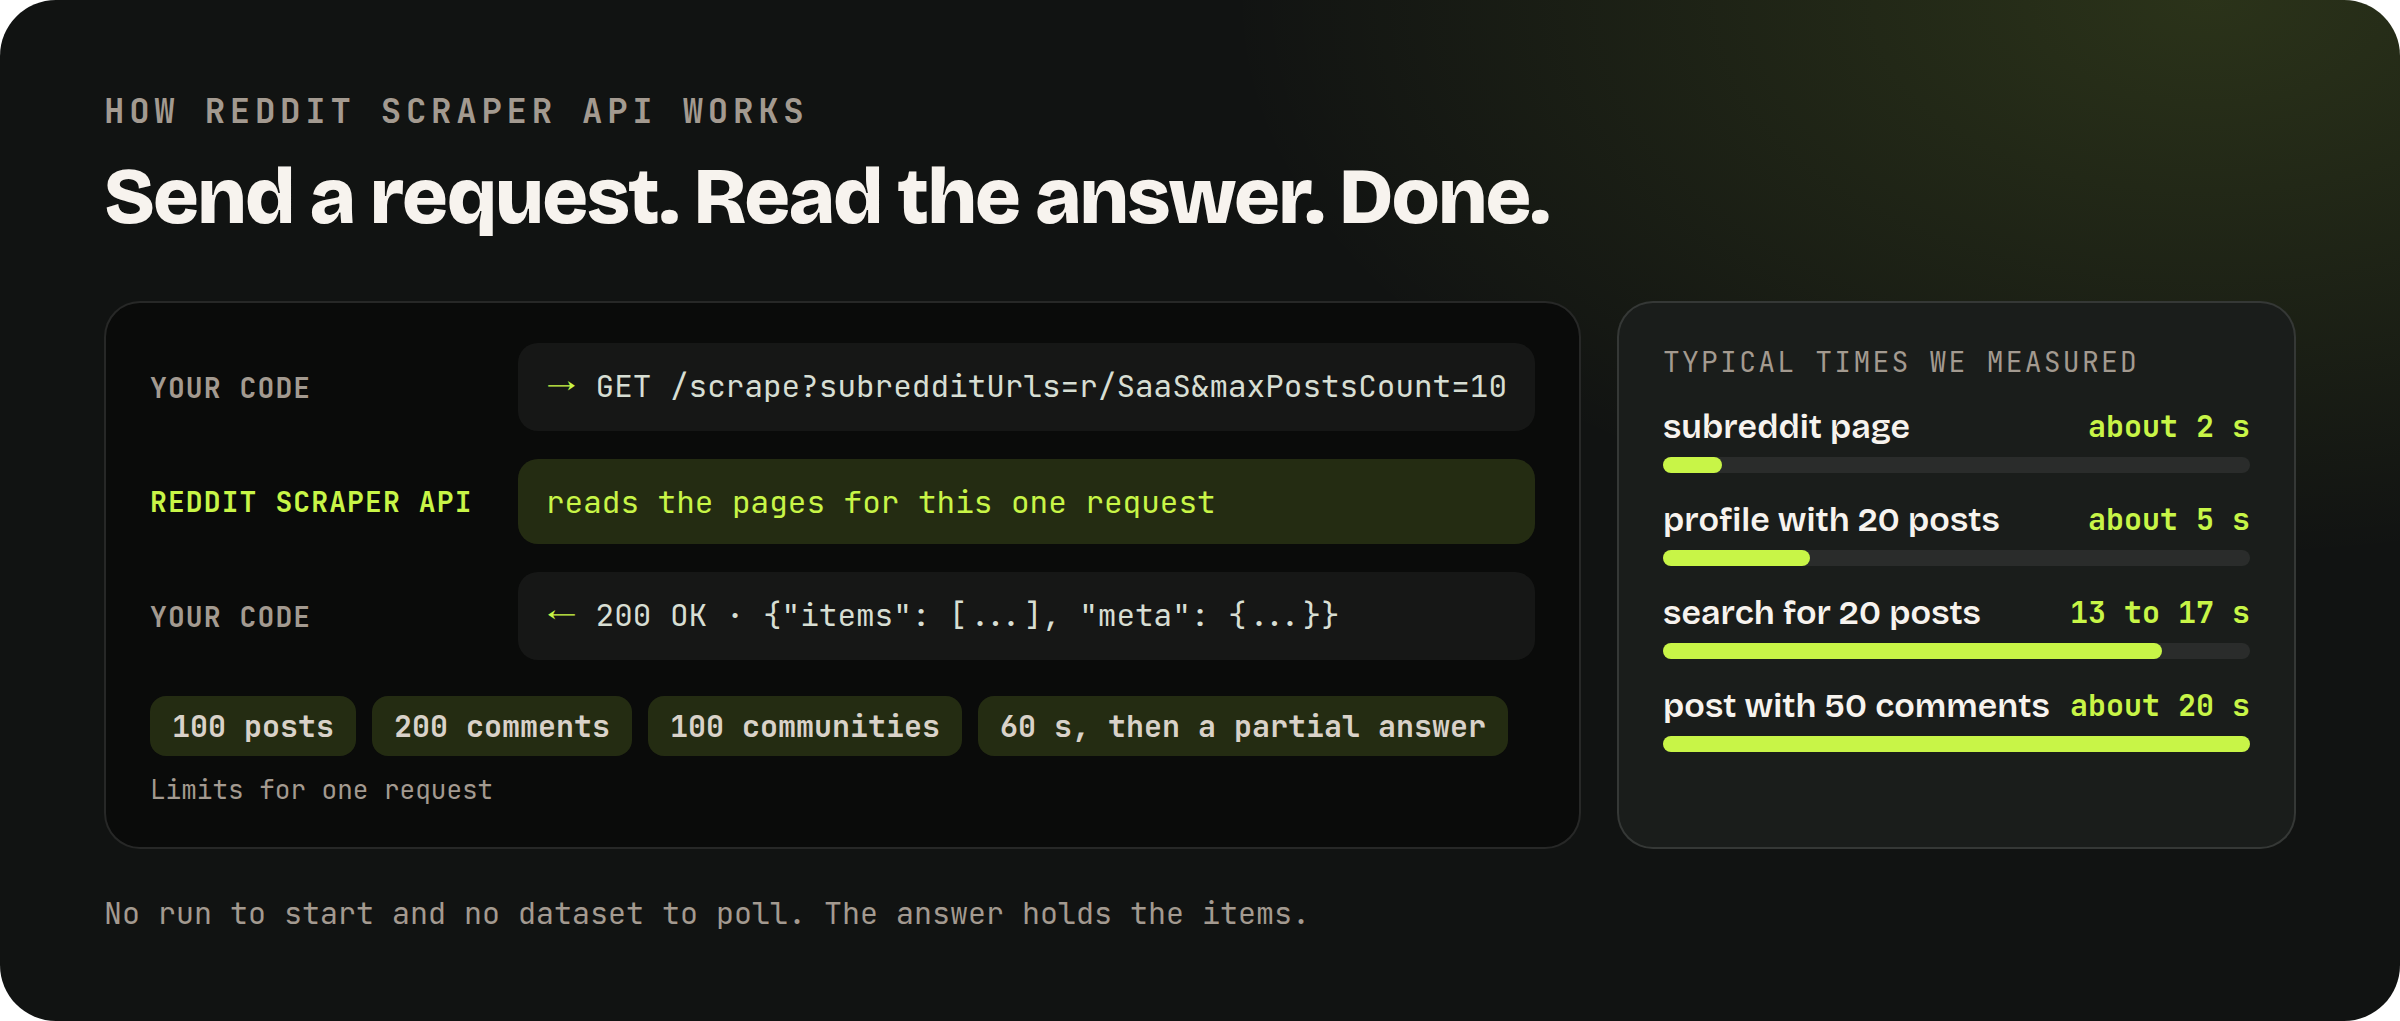 HOW REDDIT SCRAPER API WORKS
Send a request. Read the answer. Done.
YOUR CODE
→ GET /scrape?subredditUrls=r/SaaS&maxPostsCount=10
REDDIT SCRAPER API
reads the pages for this one request
YOUR CODE
← 200 OK · {"items": [...], "meta": {...}}
100 posts
200 comments
100 communities
60 s, then a partial answer
Limits for one request
TYPICAL TIMES WE MEASURED
subreddit page about 2 s
profile with 20 posts about 5 s
search for 20 posts 13 to 17 s
post with 50 comments about 20 s
No run to start and no dataset to poll. The answer holds the items.